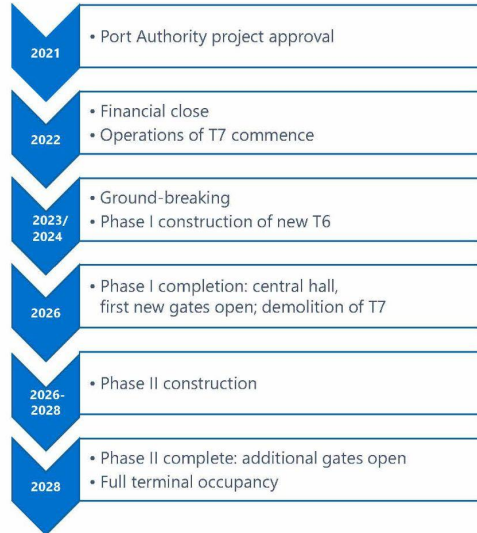 2021
• Port Authority project approval
2022
• Financial close
• Operations of T7 commence
2023/
2024
• Ground-breaking
• Phase I construction of new T6
2026
• Phase I completion: central hall,
first new gates open; demolition of T7
2026-
2028
• Phase II construction
2028
• Phase II complete: additional gates open
• Full terminal occupancy